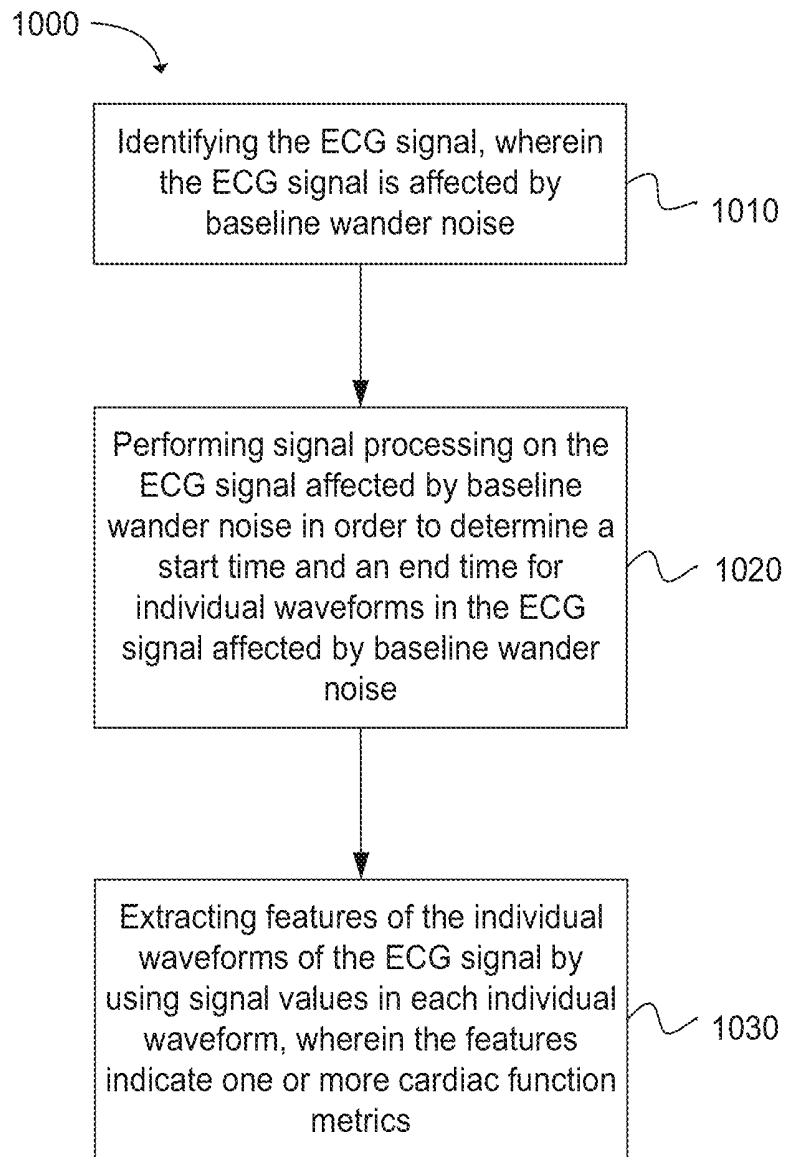 1000
Identifying the ECG signal, wherein
the ECG signal is affected by
baseline wander noise
1010
Performing signal processing on the
ECG signal affected by baseline
wander noise in order to determine a
start time and an end time for
individual waveforms in the ECG
signal affected by baseline wander
noise
1020
Extracting features of the individual
waveforms of the ECG signal by
using signal values in each individual
waveform, wherein the features
indicate one or more cardiac function
metrics
1030